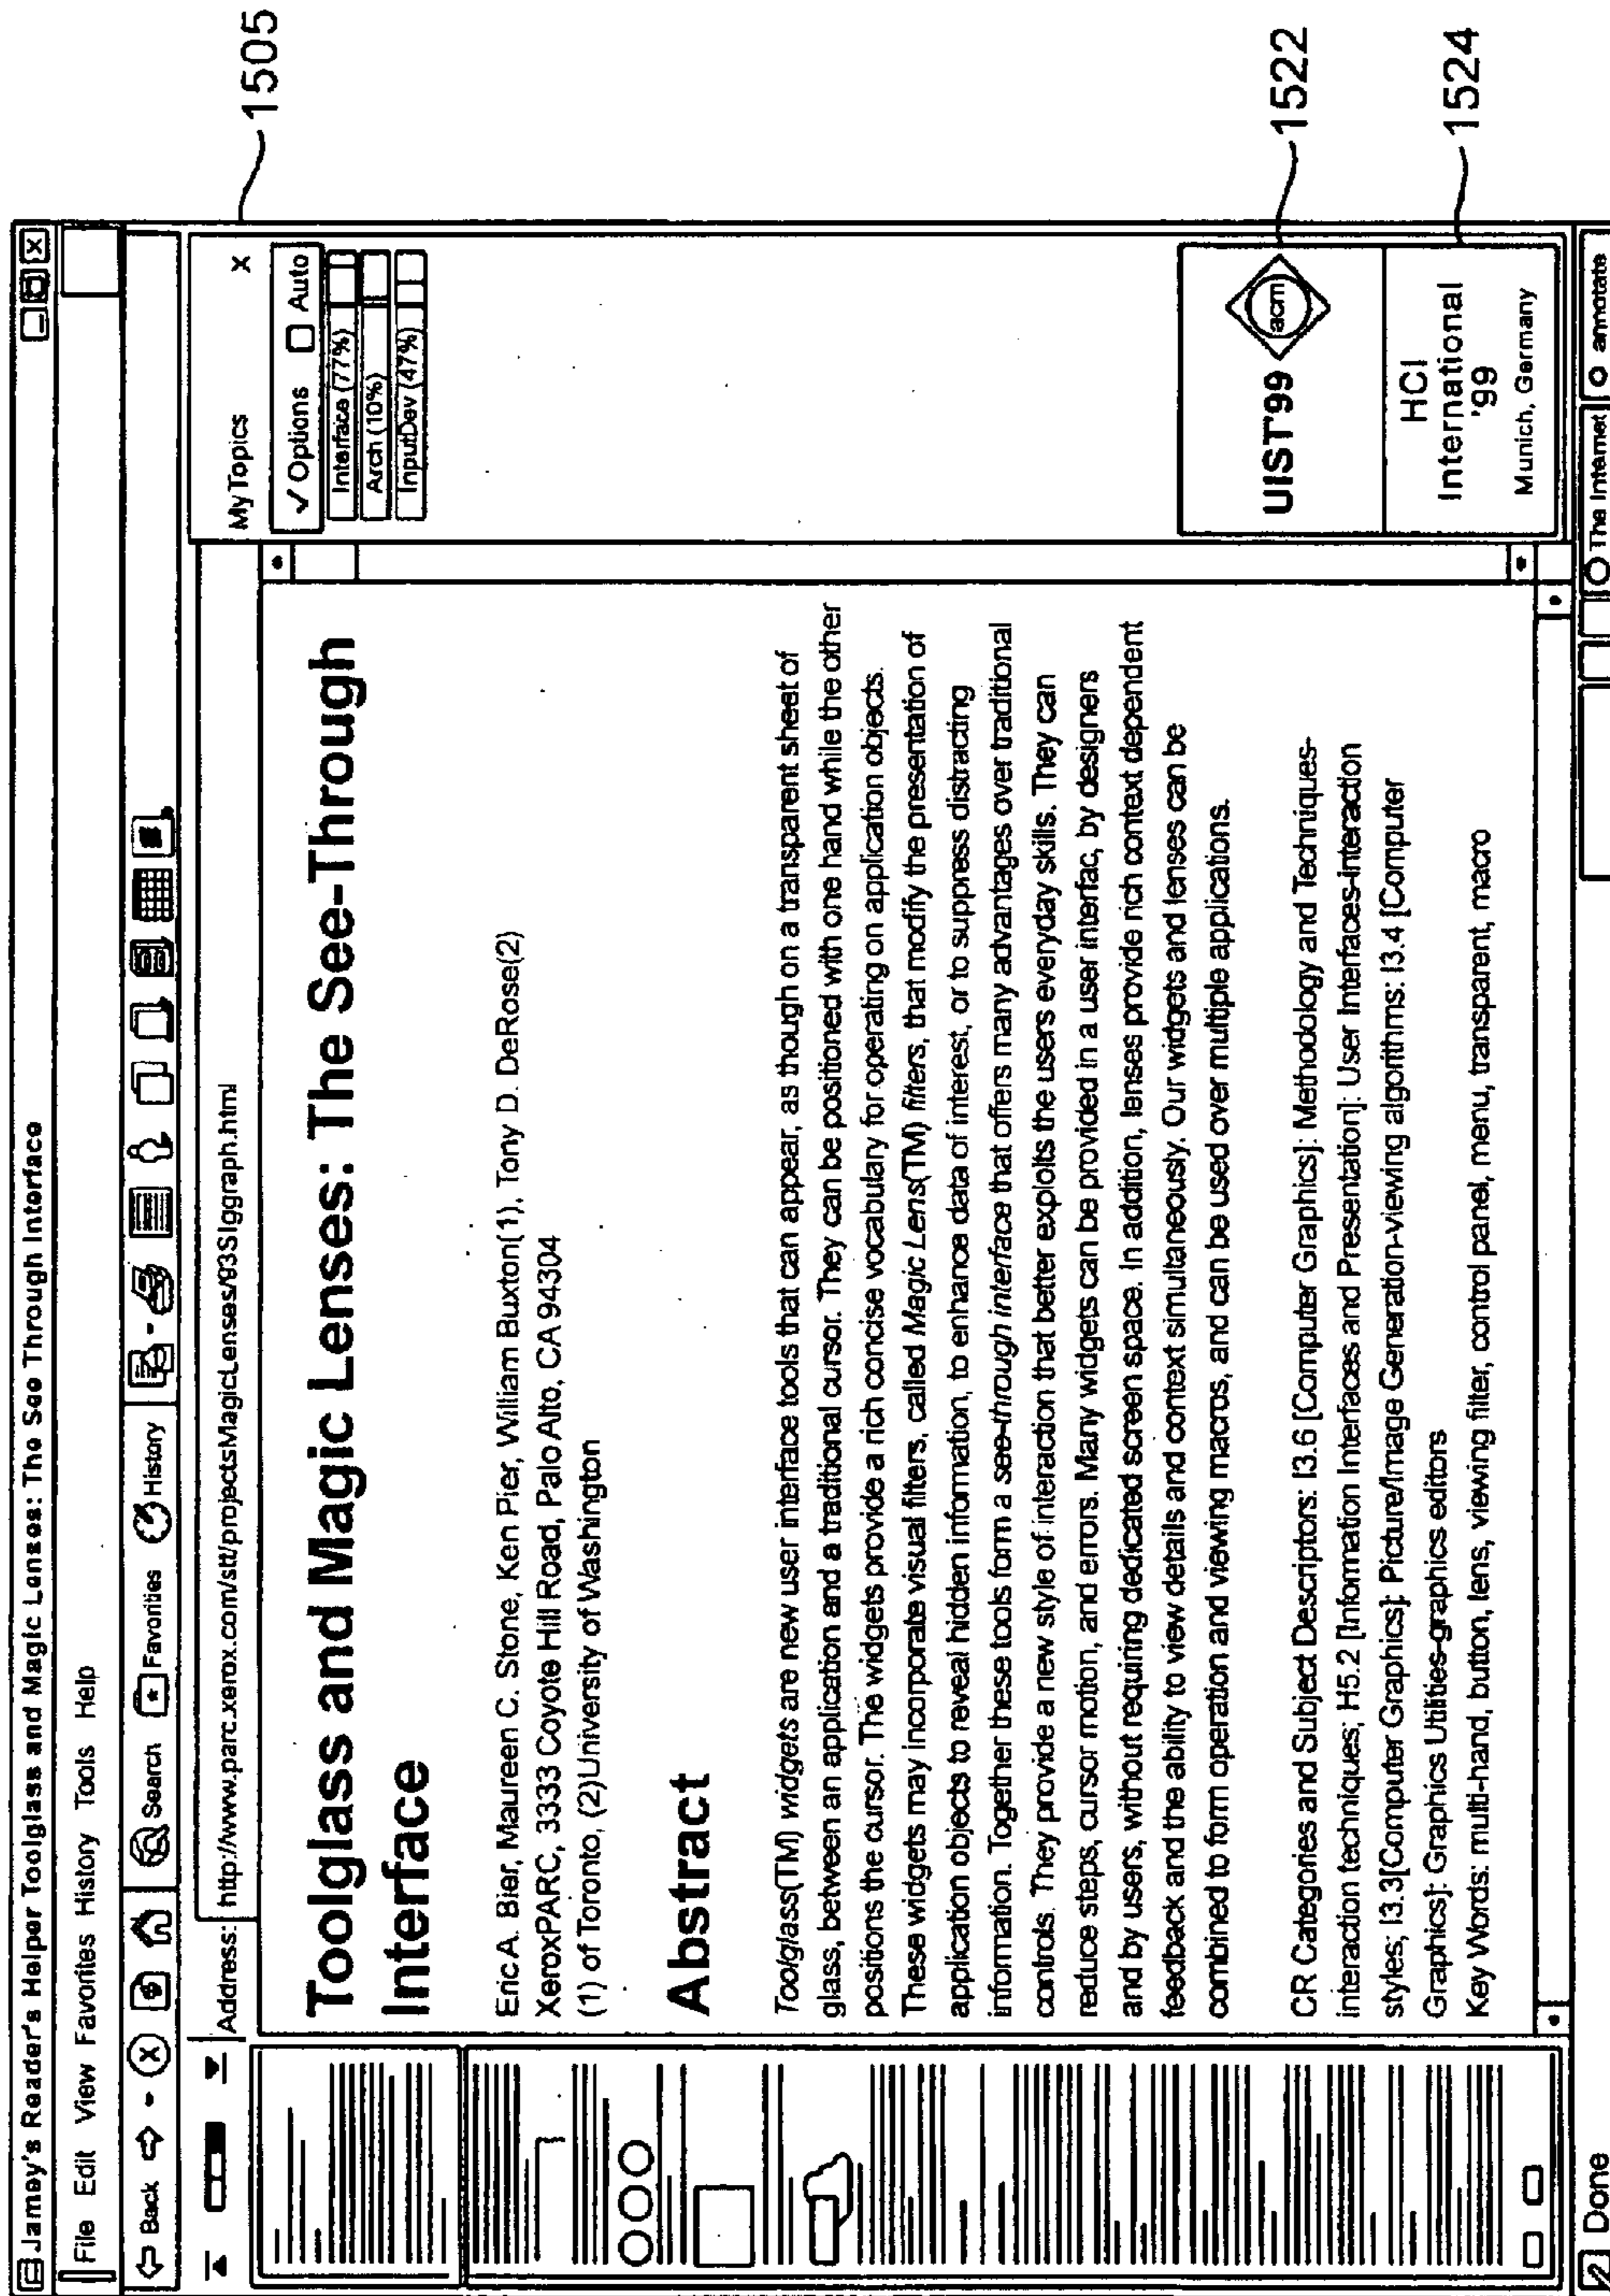 Jamey's Reader's Helper Toolglass and Magic Lenses: The See Through Interface
File Edit View Favorites History Tools Help
Back Search Favorities History
Address: http://www.parc.xerox.com/stt/projectsMagicLenses/93SIggraph.html
MyTopics X
✓ Options Auto
Interface (77%)
Arch (10%)
InputDev (47%)
1505
Toolglass and Magic Lenses: The See-Through
Interface
Eric A. Bier, Maureen C. Stone, Ken Pier, William Buxton(1), Tony D. DeRose(2)
XeroxPARC, 3333 Coyote Hill Road, Palo Alto, CA 94304
(1) of Toronto, (2)University of Washington
Abstract
Toolglass(TM) widgets are new user interface tools that can appear, as though on a transparent sheet of
glass, between an application and a traditional cursor. They can be positioned with one hand while the other
positions the cursor. The widgets provide a rich concise vocabulary for operating on application objects.
These widgets may incorporate visual filters, called Magic Lens(TM) filters, that modify the presentation of
application objects to reveal hidden information, to enhance data of interest, or to suppress distracting
information. Together these tools form a see-through interface that offers many advantages over traditional
controls. They provide a new style of interaction that better exploits the users everyday skills. They can
reduce steps, cursor motion, and errors. Many widgets can be provided in a user interfac, by designers
and by users, without requiring dedicated screen space. In addition, lenses provide rich context dependent
feedback and the ability to view details and context simultaneously. Our widgets and lenses can be
combined to form operation and viewing macros, and can be used over multiple applications.
CR Categories and Subject Descriptors: I3.6 [Computer Graphics]: Methodology and Techniques-
interaction techniques; H5.2 [Information Interfaces and Presentation]: User Interfaces-interaction
styles; I3.3[Computer Graphics]: Picture/Image Generation-viewing algorithms: I3.4 [Computer
Graphics]: Graphics Utilities-graphics editors
Key Words: multi-hand, button, lens, viewing filter, control panel, menu, transparent, macro
UIST'99 acm
1522
HCI
International
'99
Munich, Germany
1524
Done The Internet annotate